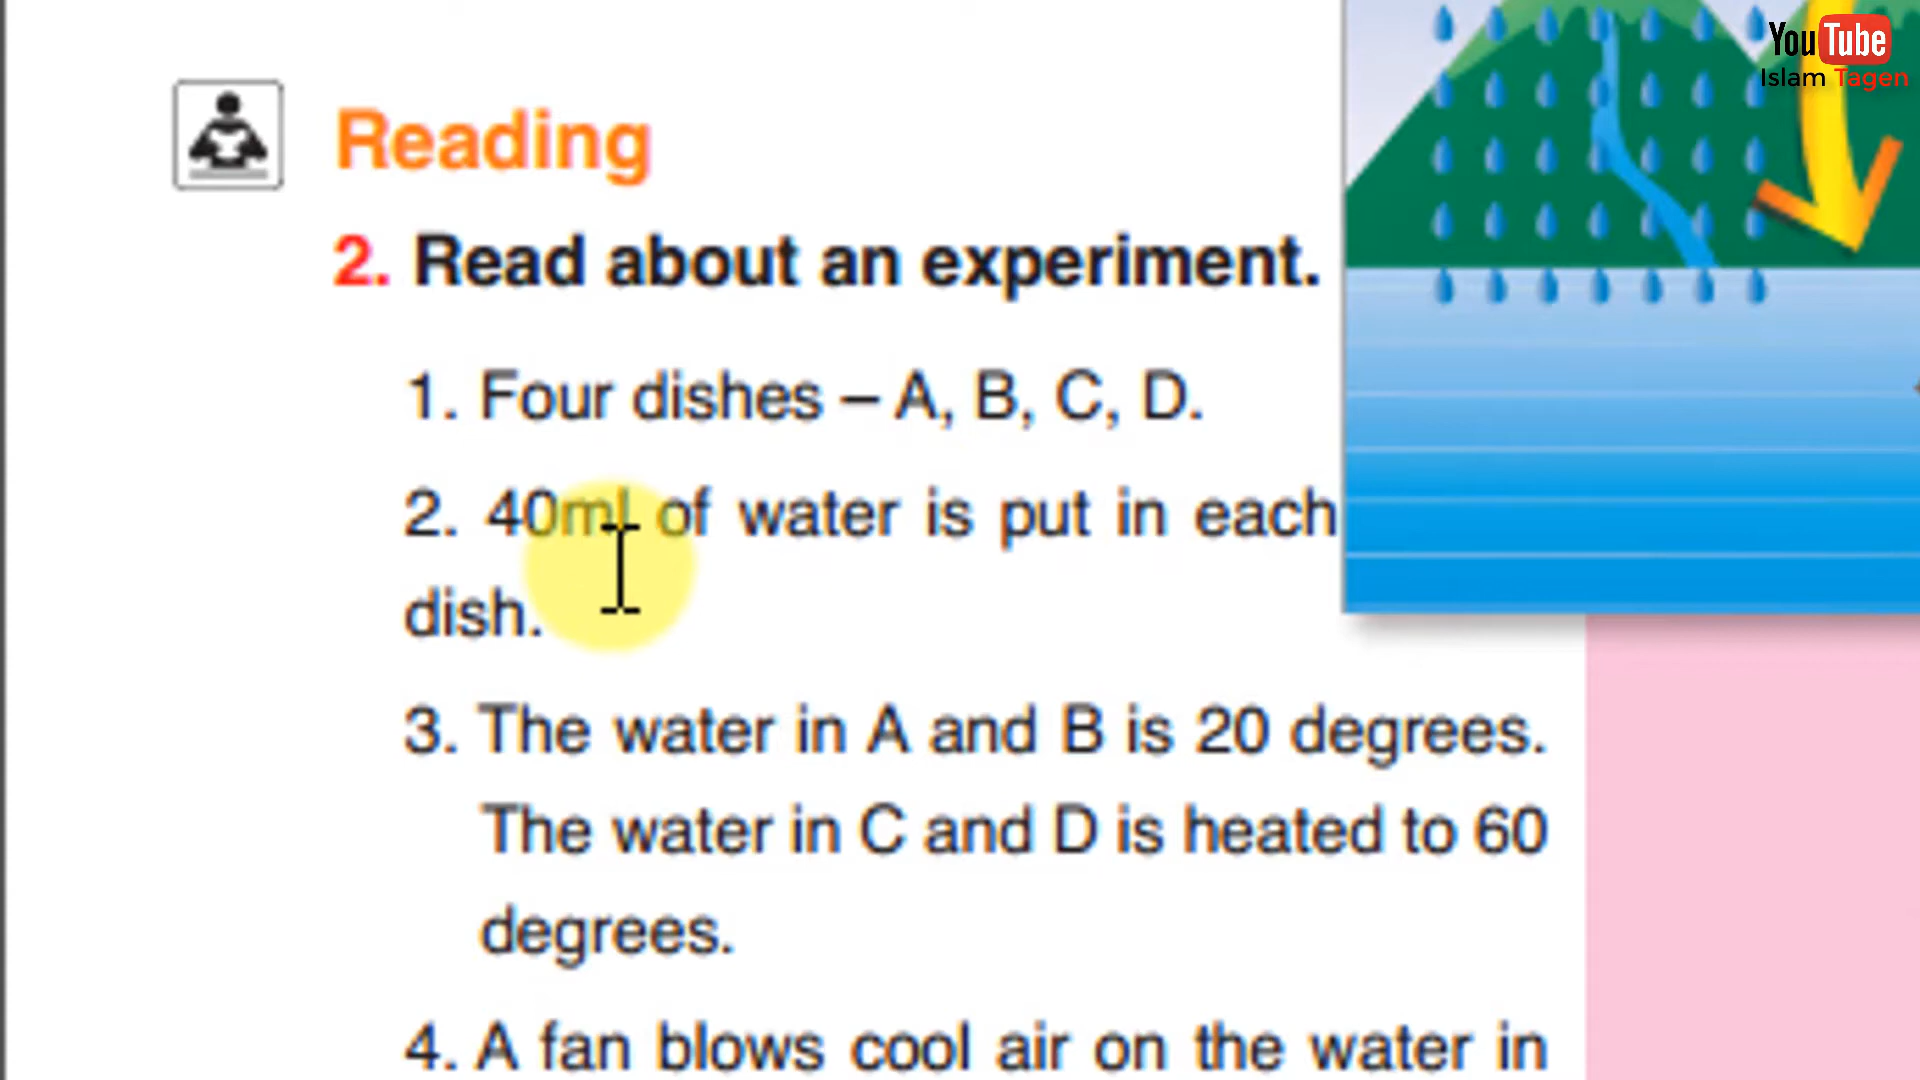 YouTube
Islam Tagen
Reading
2. Read about an experiment.
1. Four dishes – A, B, C, D.
2. 40ml of water is put in each
dish.
3. The water in A and B is 20 degrees.
The water in C and D is heated to 60
degrees.
4. A fan blows cool air on the water in